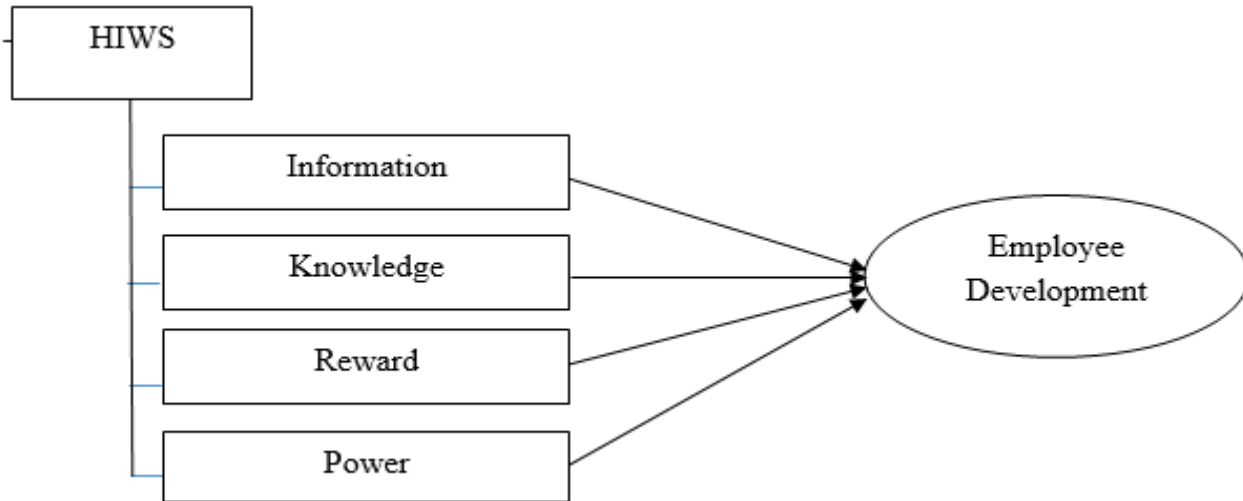 HIWS
Information
Knowledge
Reward
Power
Employee
Development